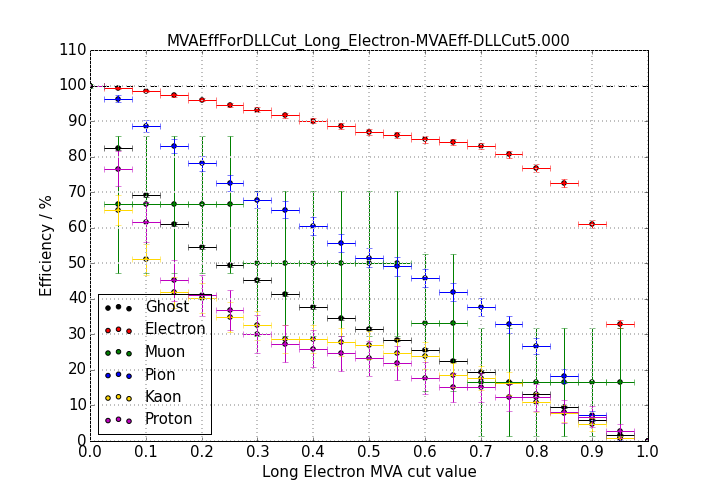 MVAEffForDLLCut_Long_Electron-MVAEff-DLLCut5.000
Efficiency / %
110
100
90
80
70
60
50
40
30
20
10
0
Ghost
Electron
Muon
Pion
Kaon
Proton
0.0 0.1 0.2 0.3 0.4 0.5 0.6 0.7 0.8 0.9 1.0
Long Electron MVA cut value